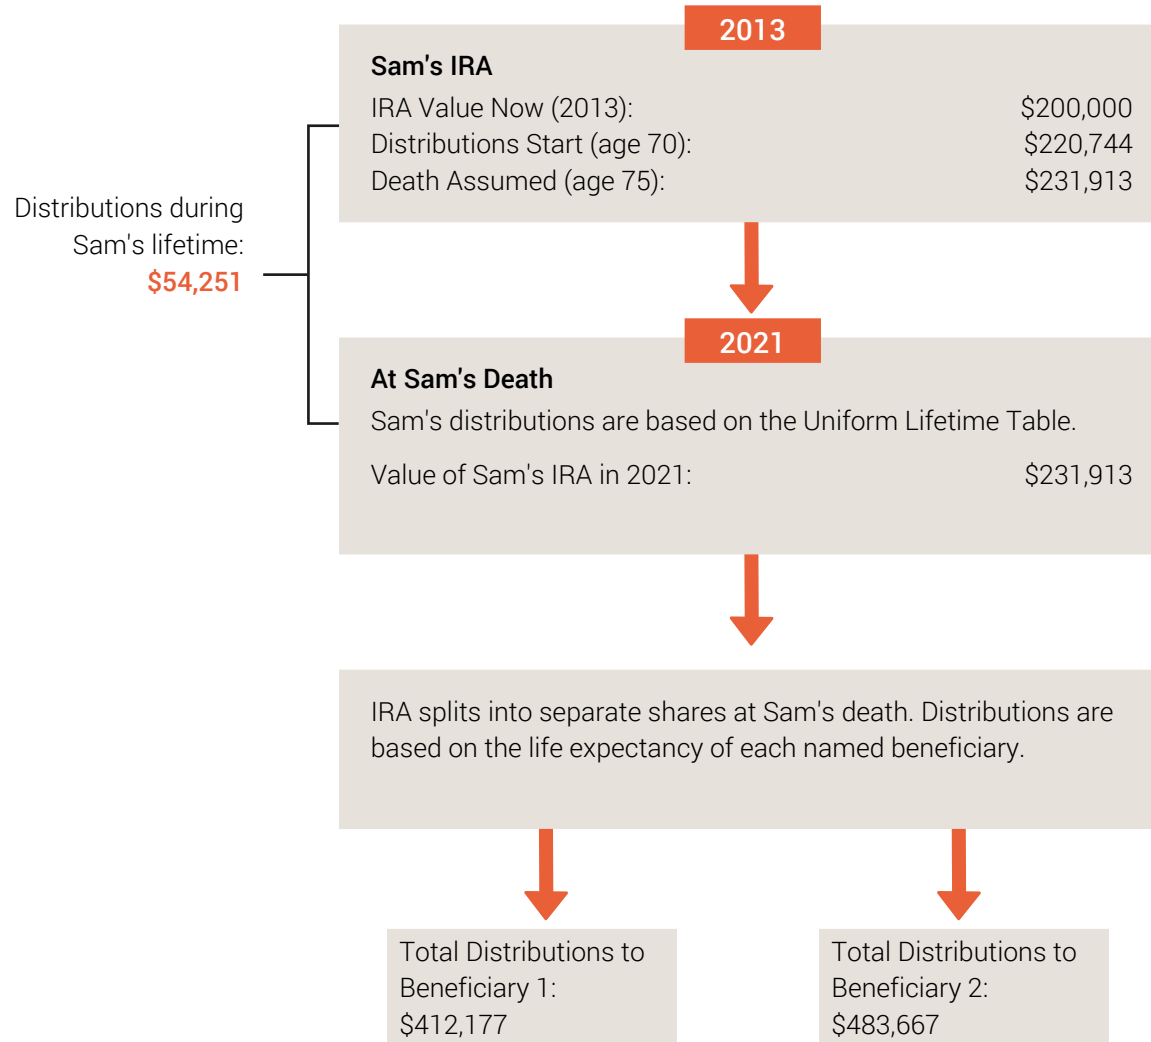 2013
Sam's IRA
IRA Value Now (2013): $200,000
Distributions Start (age 70): $220,744
Death Assumed (age 75): $231,913
Distributions during
Sam's lifetime:
$54,251
2021
At Sam's Death
Sam's distributions are based on the Uniform Lifetime Table.
Value of Sam's IRA in 2021: $231,913
IRA splits into separate shares at Sam's death. Distributions are
based on the life expectancy of each named beneficiary.
Total Distributions to
Beneficiary 1:
$412,177
Total Distributions to
Beneficiary 2:
$483,667